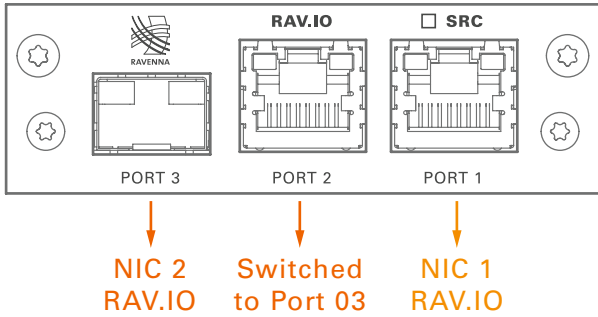 RAV.IO
☐ SRC
RAVENNA
PORT 3
PORT 2
PORT 1
NIC 2
RAV.IO
Switched
to Port 03
NIC 1
RAV.IO